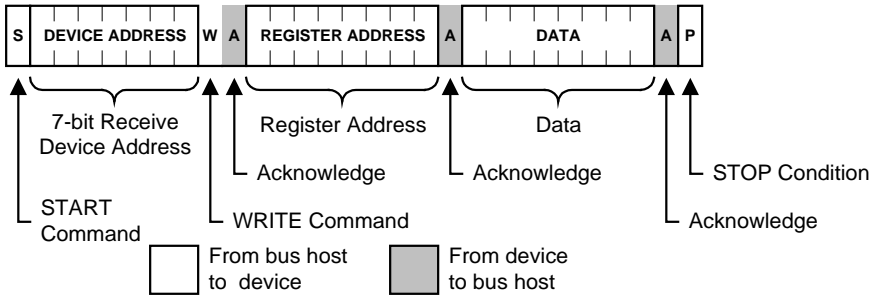 S DEVICE ADDRESS W A REGISTER ADDRESS A DATA A P
7-bit Receive
Device Address
Register Address
Data
Acknowledge
Acknowledge
STOP Condition
START
Command
WRITE Command
Acknowledge
From bus host
to device
From device
to bus host